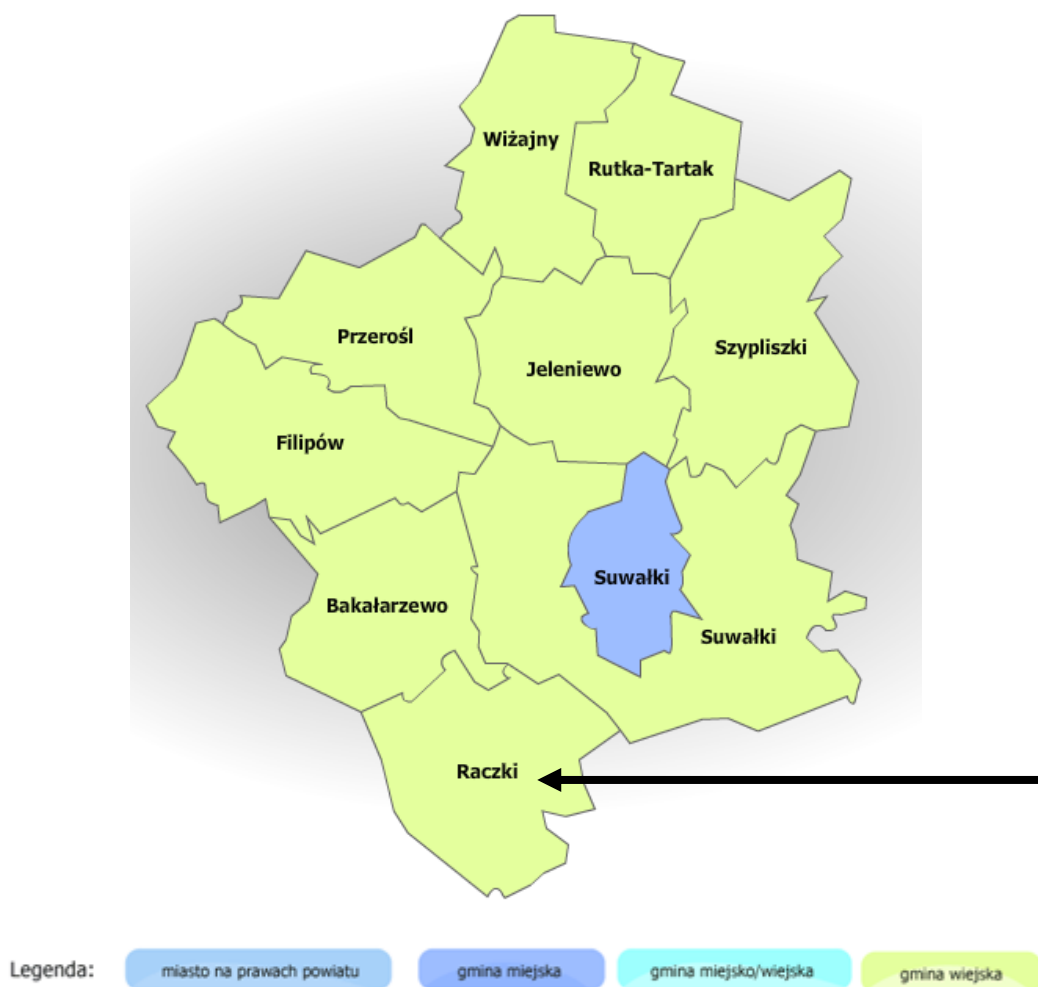 Wiżajny
Rutka-Tartak
Przerośl
Szypliszki
Jeleniewo
Filipów
Suwałki
Bakałarzewo
Suwałki
Raczki
Legenda:
miasto na prawach powiatu
gmina miejska
gmina miejsko/wiejska
gmina wiejska